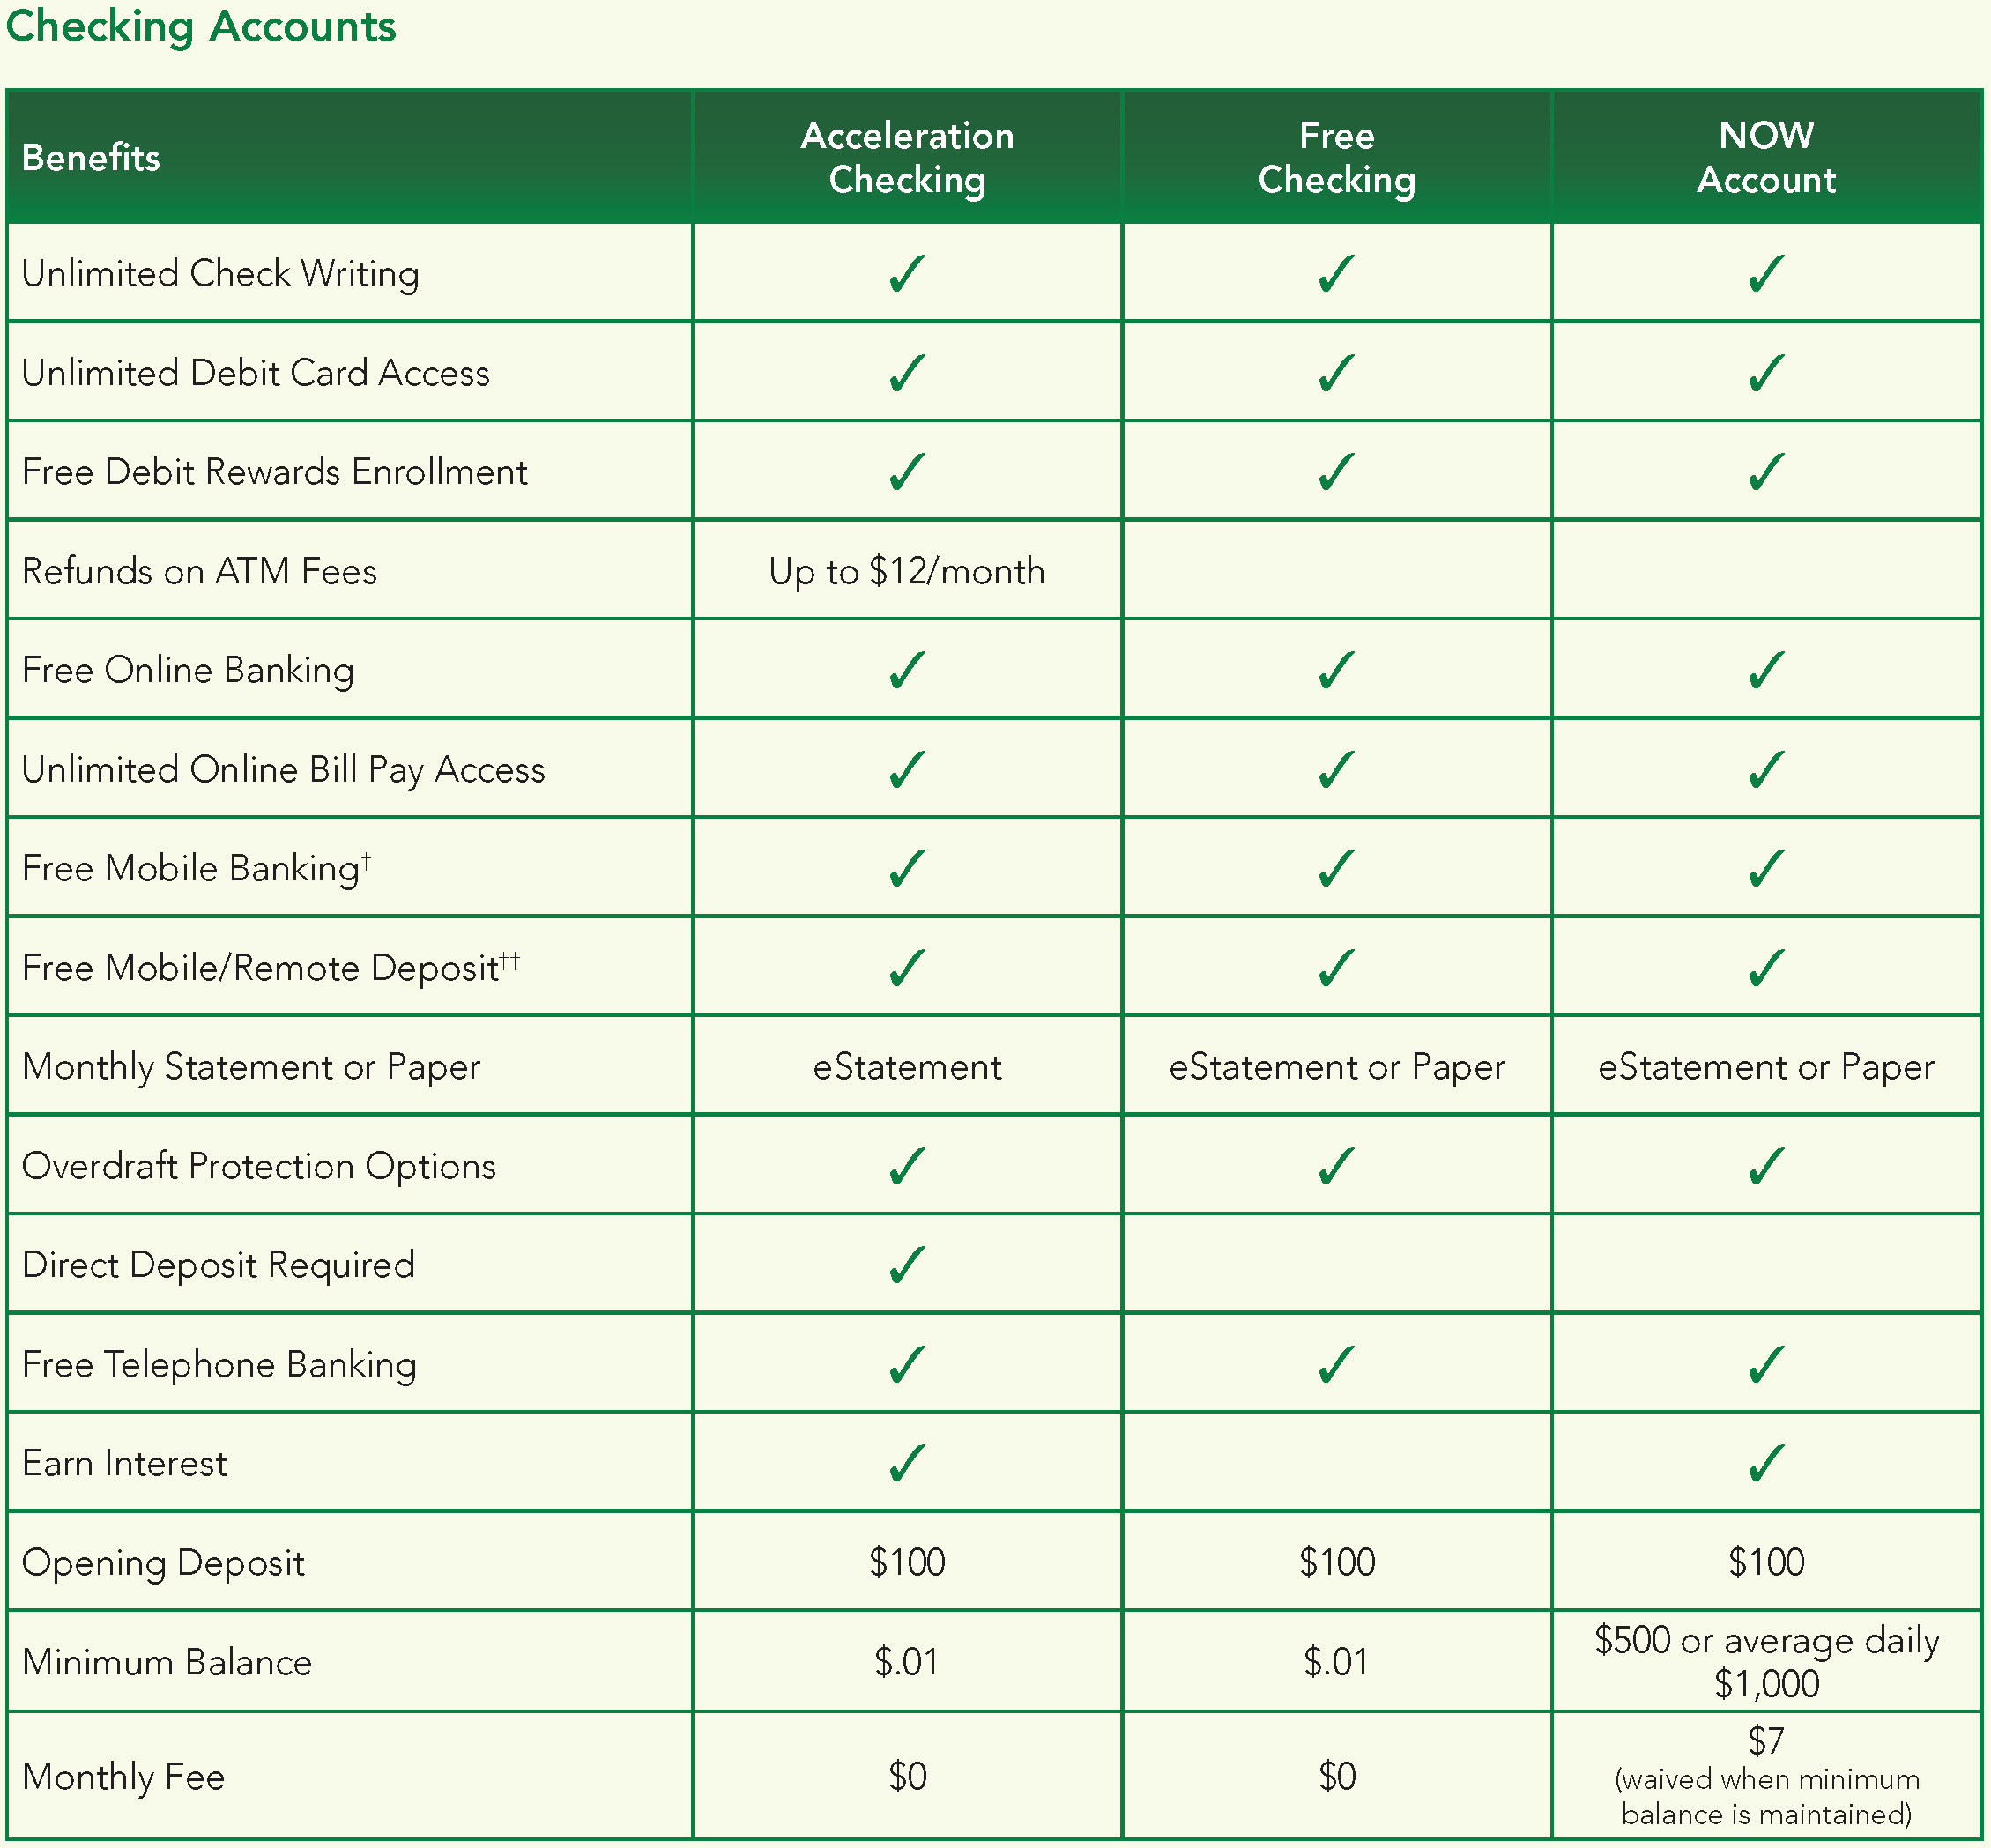 Checking Accounts
Benefits
Acceleration
Checking
Free
Checking
NOW
Account
Unlimited Check Writing ✓ ✓ ✓
Unlimited Debit Card Access ✓ ✓ ✓
Free Debit Rewards Enrollment ✓ ✓ ✓
Refunds on ATM Fees Up to $12/month
Free Online Banking ✓ ✓ ✓
Unlimited Online Bill Pay Access ✓ ✓ ✓
Free Mobile Banking† ✓ ✓ ✓
Free Mobile/Remote Deposit†† ✓ ✓ ✓
Monthly Statement or Paper eStatement eStatement or Paper eStatement or Paper
Overdraft Protection Options ✓ ✓ ✓
Direct Deposit Required ✓
Free Telephone Banking ✓ ✓ ✓
Earn Interest ✓ ✓
Opening Deposit $100 $100 $100
Minimum Balance $.01 $.01 $500 or average daily
$1,000
Monthly Fee $0 $0 $7
(waived when minimum
balance is maintained)